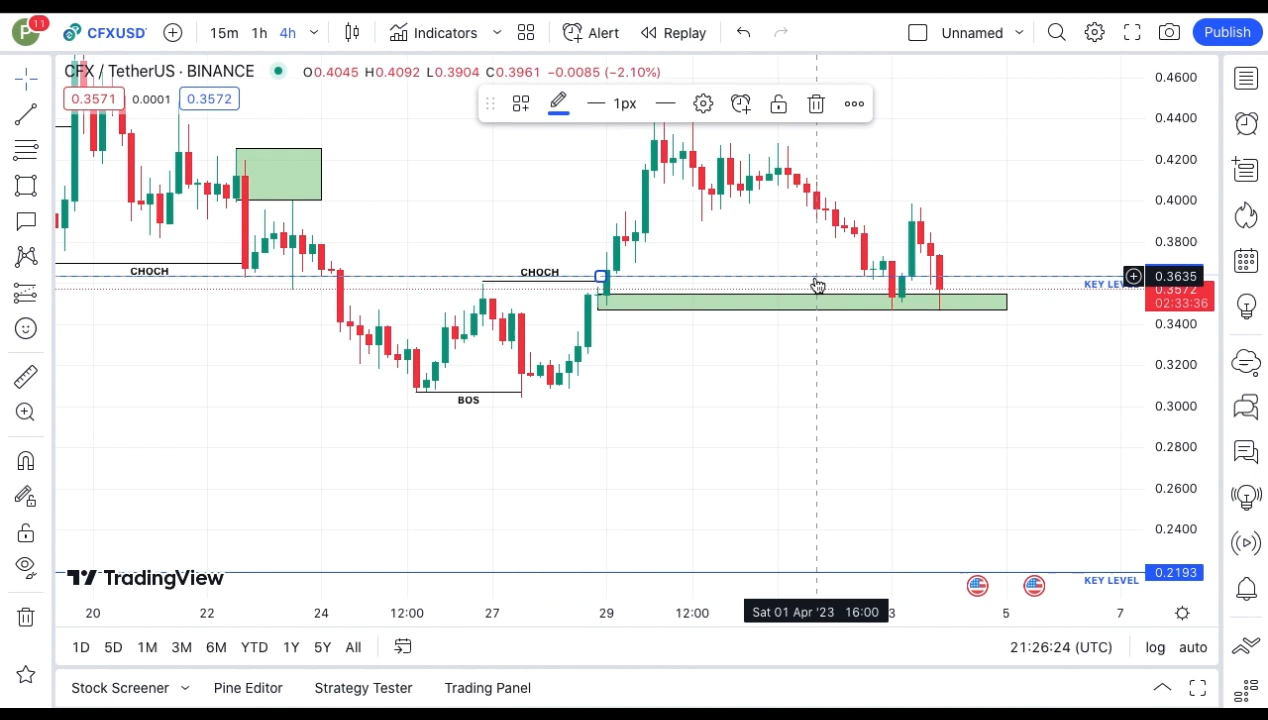 P 11 CFXUSD 15m 1h 4h Indicators Alert Replay Unnamed Publish
CFX / TetherUS · BINANCE O0.4045 H0.4092 L0.3904 C0.3961 −0.0085 (−2.10%)
0.3571 0.0001 0.3572
1px
0.4600
0.4400
0.4200
0.4000
0.3800
CHOCH
CHOCH
KEY LEV
0.3635
0.3572
02:33:36
0.3400
0.3200
BOS
0.3000
0.2800
0.2600
0.2400
TradingView
KEY LEVEL
0.2193
20 22 24 12:00 27 29 12:00 Sat 01 Apr '23 16:00 3 5 7
1D 5D 1M 3M 6M YTD 1Y 5Y All 21:26:24 (UTC) log auto
Stock Screener Pine Editor Strategy Tester Trading Panel